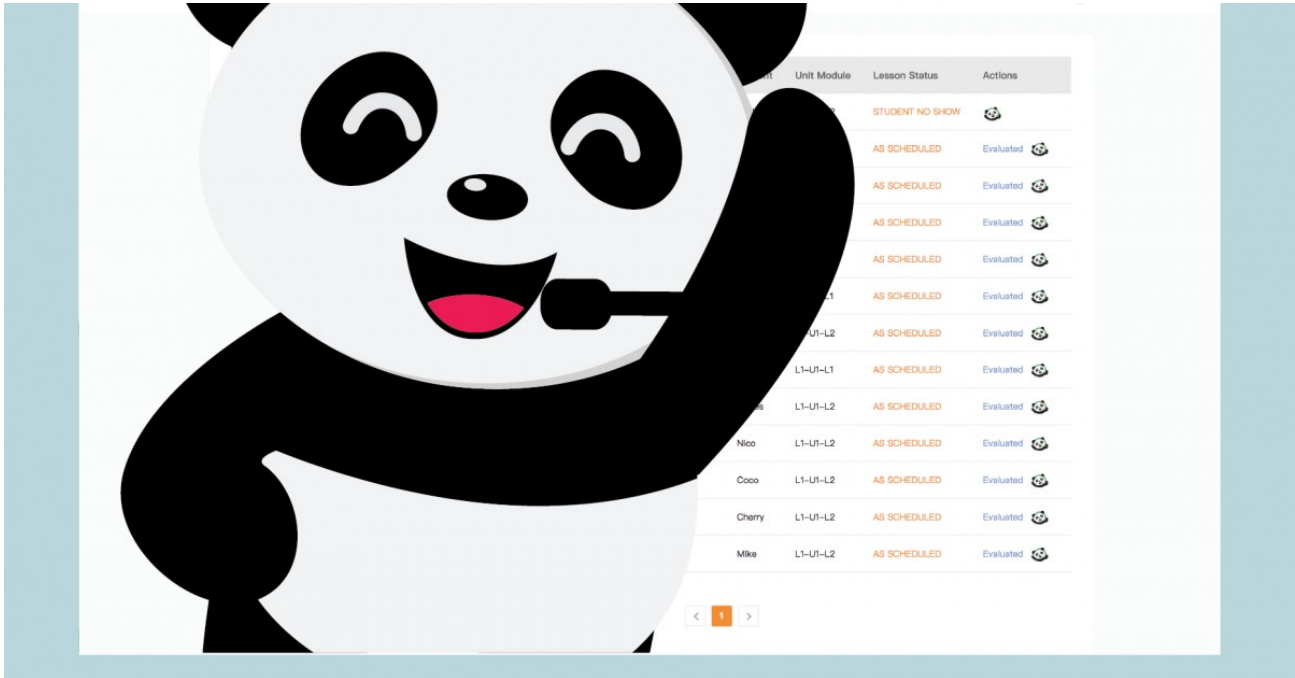 Unit Module Lesson Status Actions
STUDENT NO SHOW
AS SCHEDULED Evaluated
AS SCHEDULED Evaluated
AS SCHEDULED Evaluated
AS SCHEDULED Evaluated
AS SCHEDULED Evaluated
AS SCHEDULED Evaluated
L1-U1-L1 AS SCHEDULED Evaluated
L1-U1-L2 AS SCHEDULED Evaluated
Nico L1-U1-L2 AS SCHEDULED Evaluated
Coco L1-U1-L2 AS SCHEDULED Evaluated
Cherry L1-U1-L2 AS SCHEDULED Evaluated
Mike L1-U1-L2 AS SCHEDULED Evaluated
< 1 >